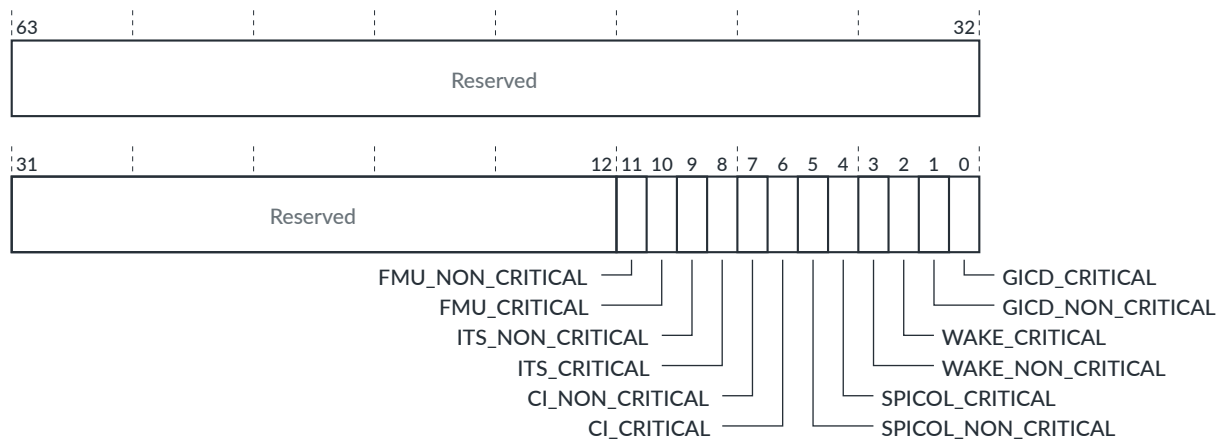 63 32
Reserved
31 12 11 10 9 8 7 6 5 4 3 2 1 0
Reserved
FMU_NON_CRITICAL GICD_CRITICAL
FMU_CRITICAL GICD_NON_CRITICAL
ITS_NON_CRITICAL WAKE_CRITICAL
ITS_CRITICAL WAKE_NON_CRITICAL
CI_NON_CRITICAL SPICOL_CRITICAL
CI_CRITICAL SPICOL_NON_CRITICAL